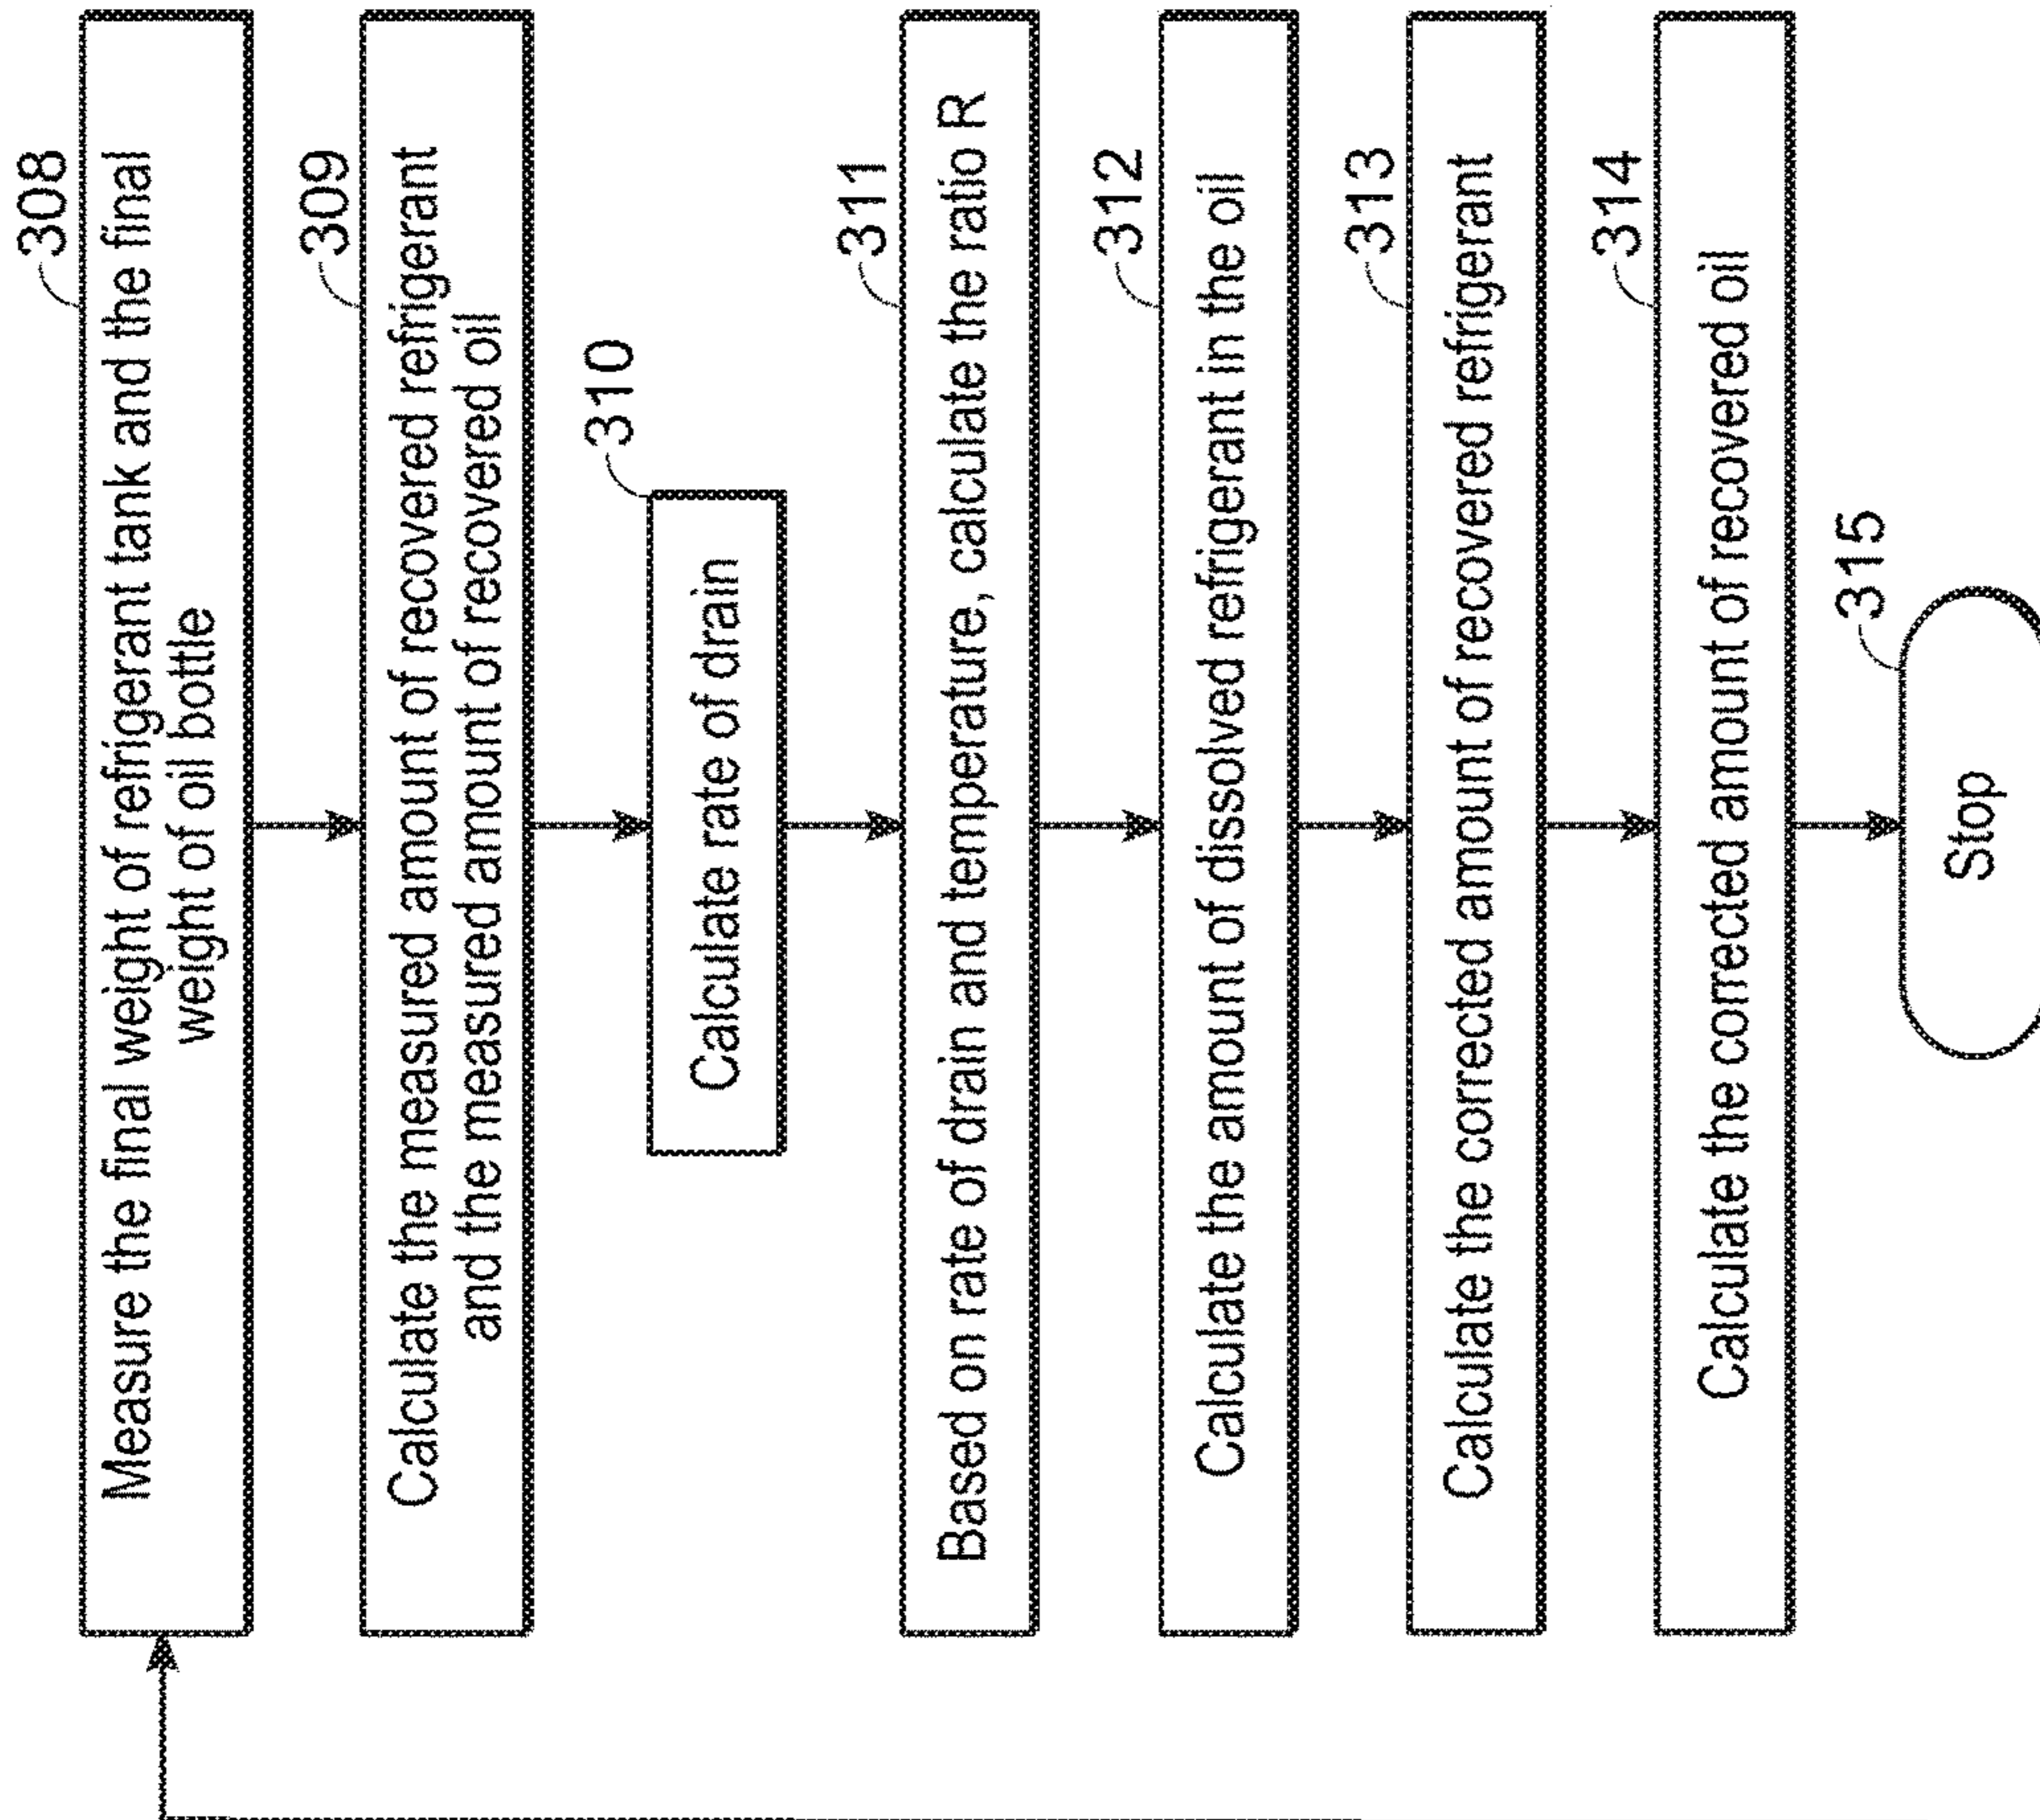 308
Measure the final weight of refrigerant tank and the final
weight of oil bottle
309
Calculate the measured amount of recovered refrigerant
and the measured amount of recovered oil
310
Calculate rate of drain
311
Based on rate of drain and temperature, calculate the ratio R
312
Calculate the amount of dissolved refrigerant in the oil
313
Calculate the corrected amount of recovered refrigerant
314
Calculate the corrected amount of recovered oil
315
Stop